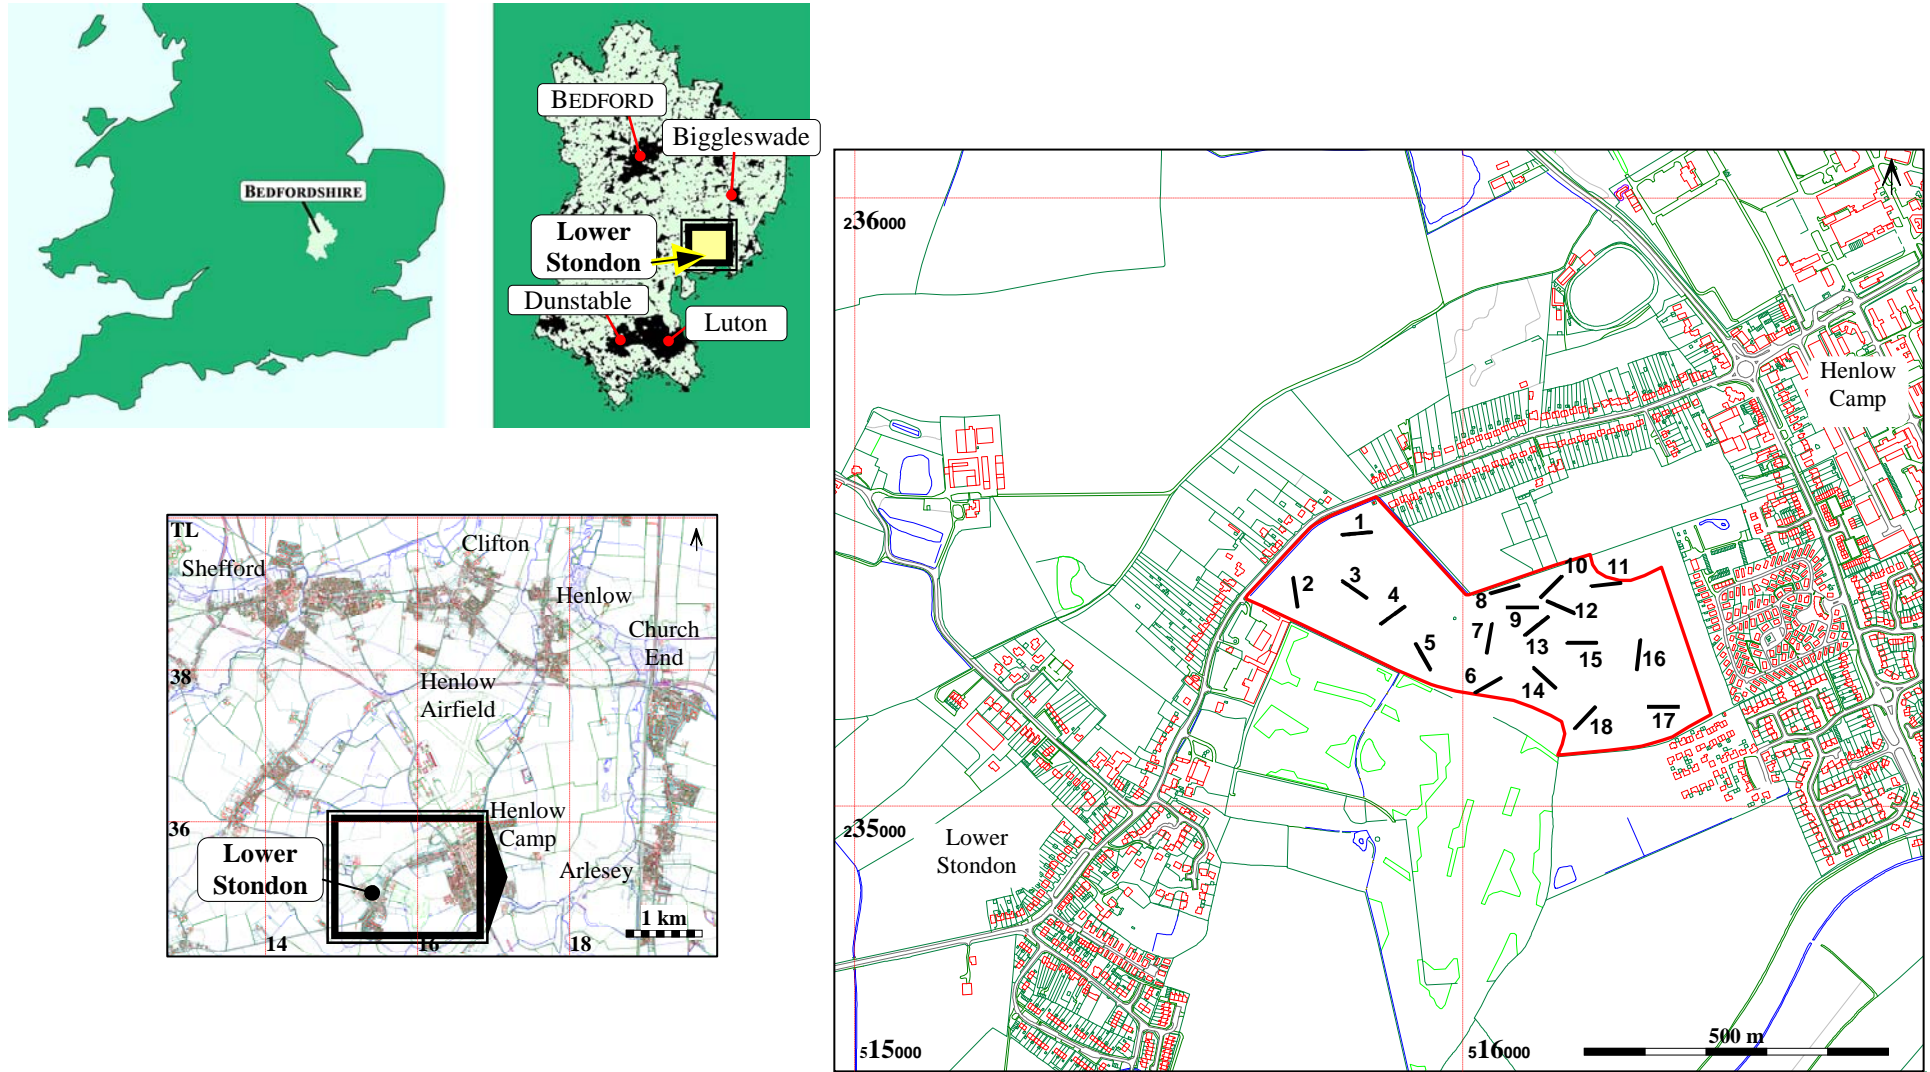 BEDFORDSHIRE
BEDFORD
Biggleswade
Lower
Stondon
Dunstable
Luton
TL
Shefford
Clifton
Henlow
Church
End
38
Henlow
Airfield
36
Henlow
Camp
Lower
Stondon
Arlesey
1 km
14
16
18
236000
Henlow
Camp
1
2
3
4
5
6
7
8
9
10
11
12
13
14
15
16
17
18
235000
Lower
Stondon
515000
516000
500 m